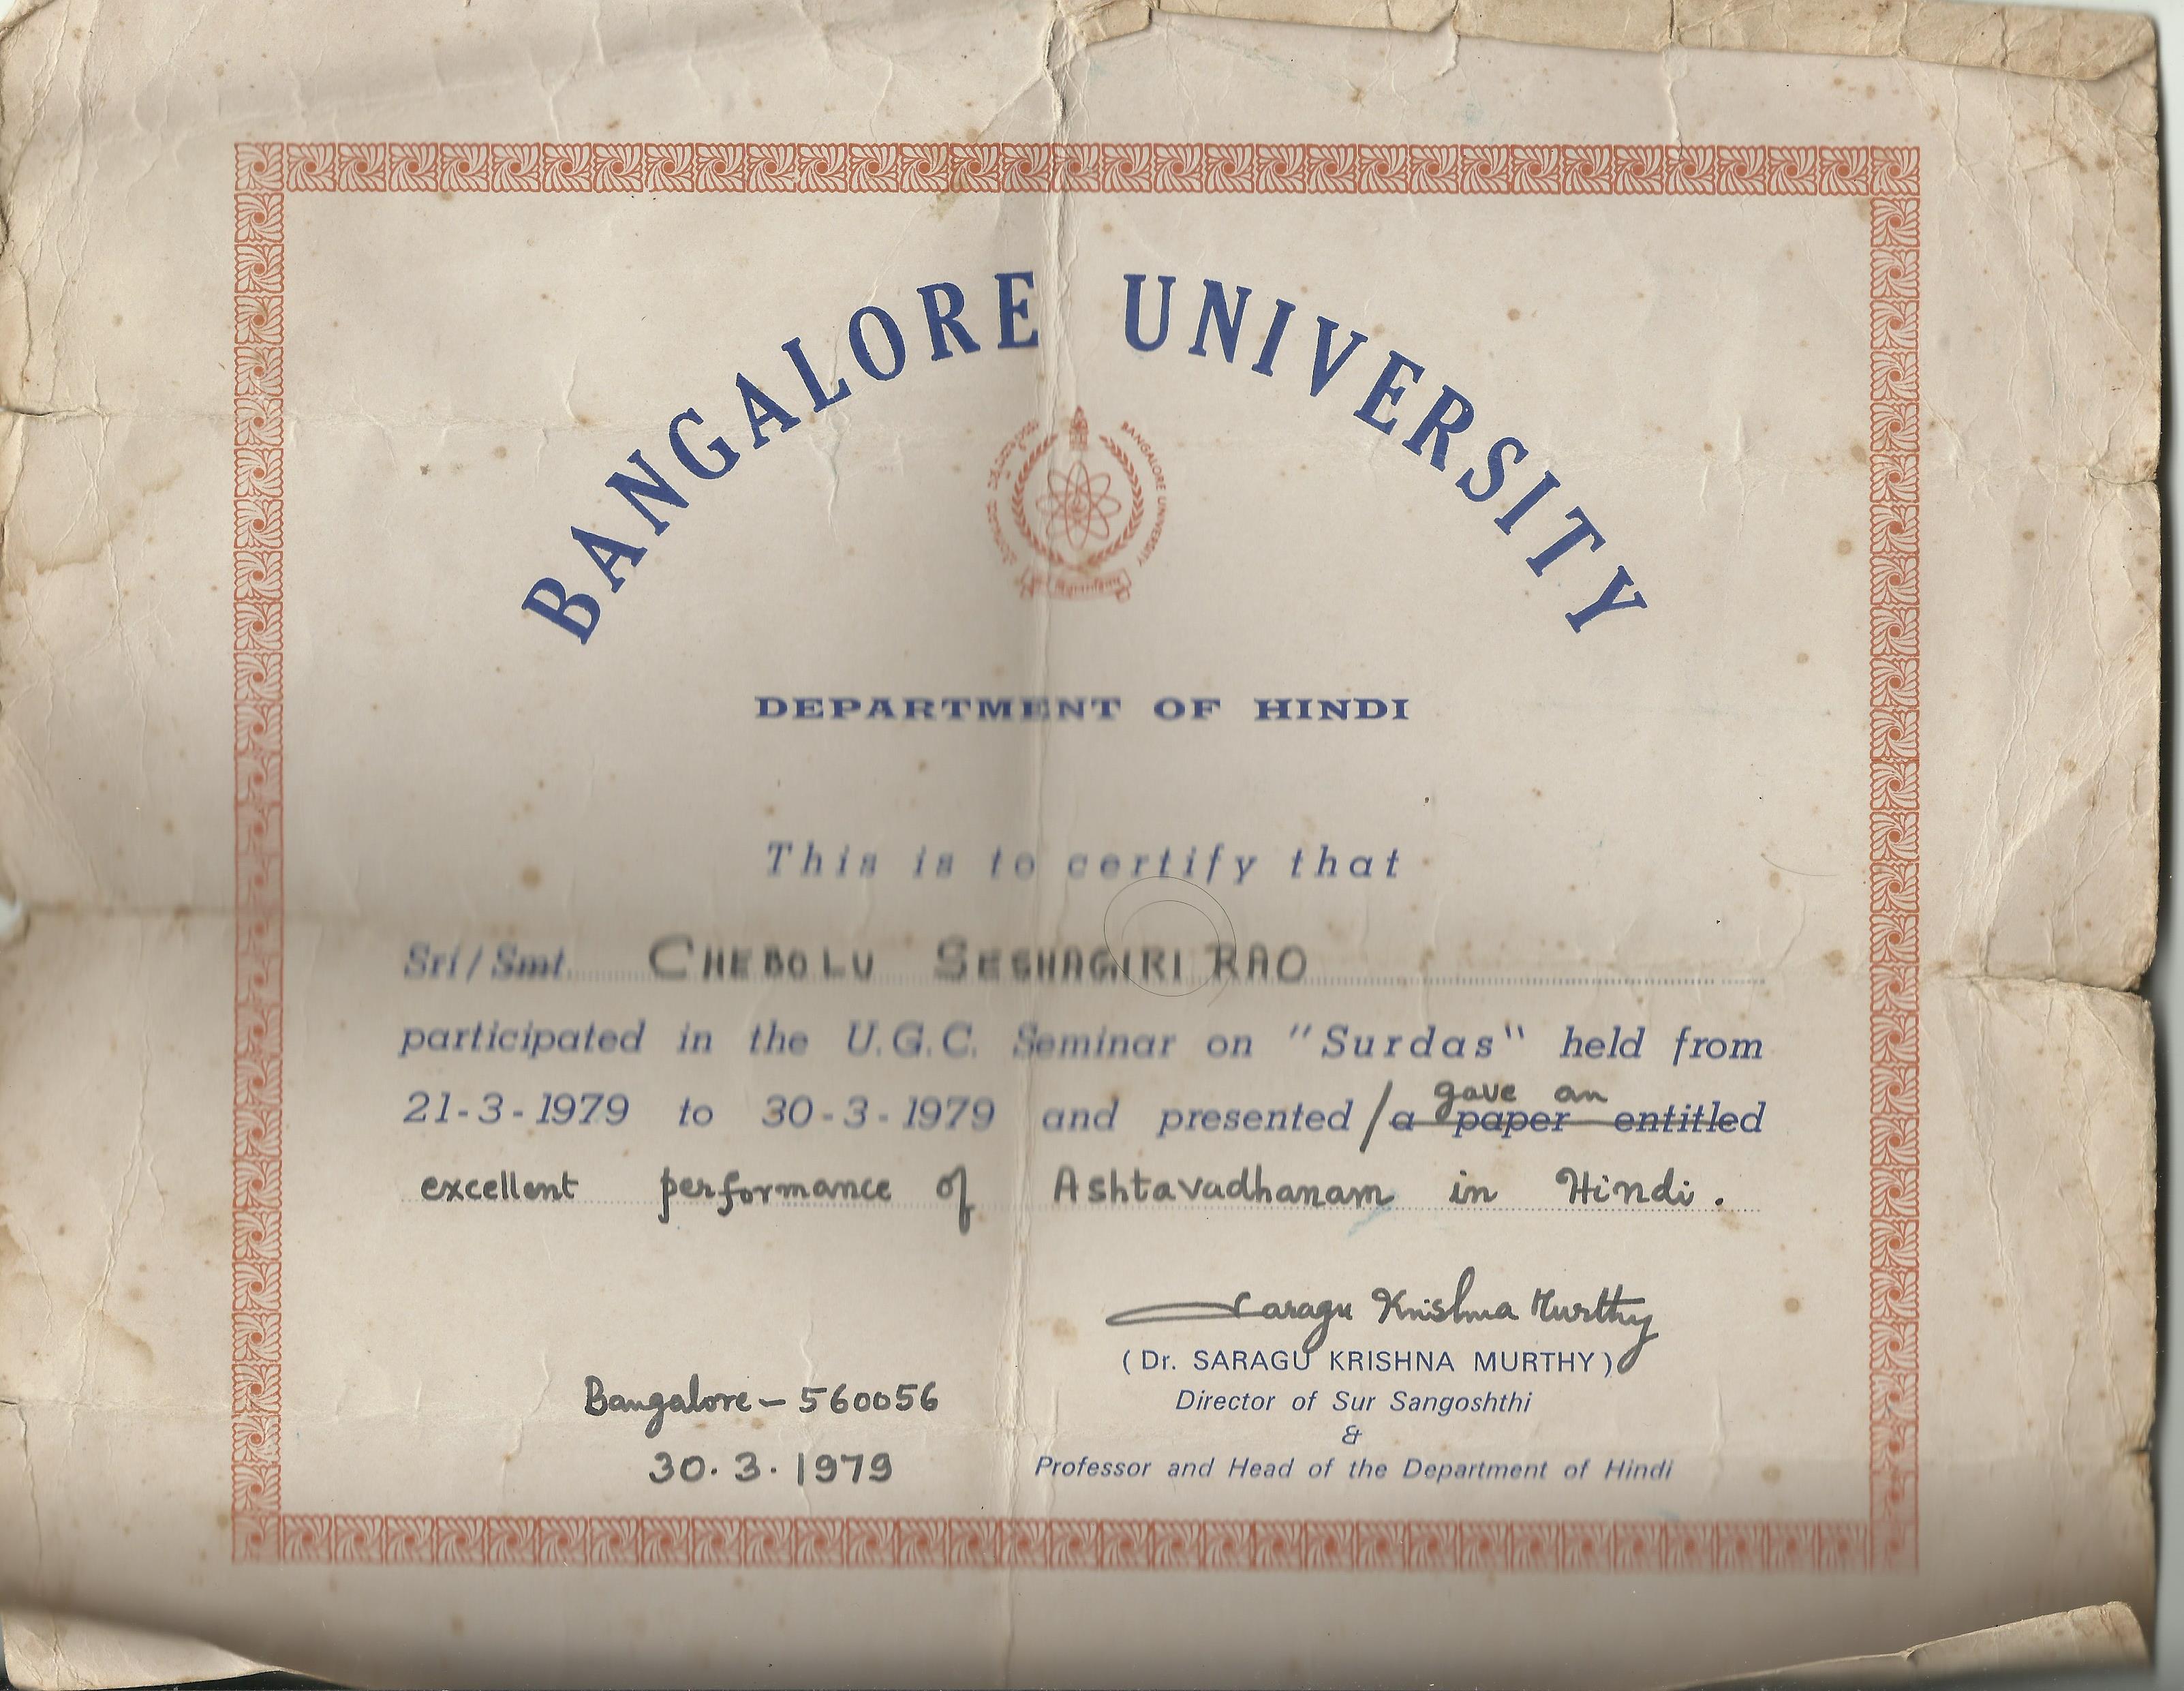 BANGALORE UNIVERSITY
BANGALORE UNIVERSITY
DEPARTMENT OF HINDI
This is to certify that
Sri/Smt. CHEBOLU SESHAGIRI RAO
participated in the U.G.C. Seminar on "Surdas" held from
gave an
21-3-1979 to 30-3-1979 and presented / a paper entitled
excellent performance of Ashtavadhanam in Hindi.
Saragu Krishna Murthy
(Dr. SARAGU KRISHNA MURTHY)
Bangalore - 560056
Director of Sur Sangoshthi
&
30.3.1979
Professor and Head of the Department of Hindi